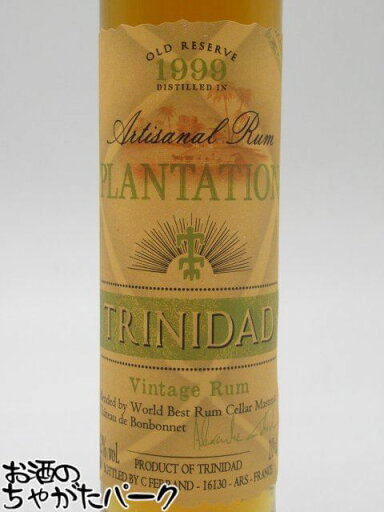 OLD RESERVE
1999
DISTILLED IN
Artisanal Rum
PLANTATION
TRINIDAD
Vintage Rum
by World Best Rum Cellar
de Bonbonnet
% vol
PRODUCT OF TRINIDAD
BOTTLED BY C FERRAND - 16130 - ARS - FRANCE
お酒の
ちゃがたパーク